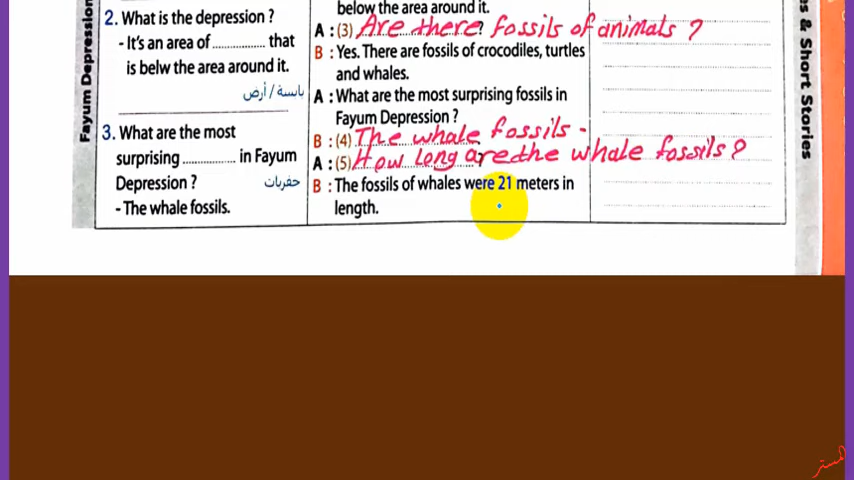 Fayum Depression
2. What is the depression ?
- It's an area of .............. that
is belw the area around it.
يابسة / أرض
3. What are the most
surprising .............. in Fayum
Depression ?
حفريات
- The whale fossils.
below the area around it.
A : (3) Are there fossils of animals ?
B : Yes. There are fossils of crocodiles, turtles
and whales.
A : What are the most surprising fossils in
Fayum Depression ?
B : (4) The whale fossils -
A : (5) How long are the whale fossils?
B : The fossils of whales were 21 meters in
length.
& Short Stories
المستر